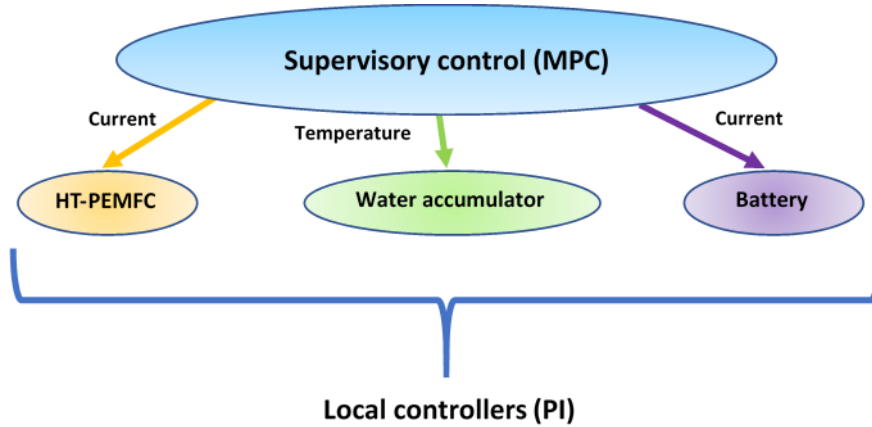 Supervisory control (MPC)
Current
Temperature
Current
HT-PEMFC
Water accumulator
Battery
Local controllers (PI)